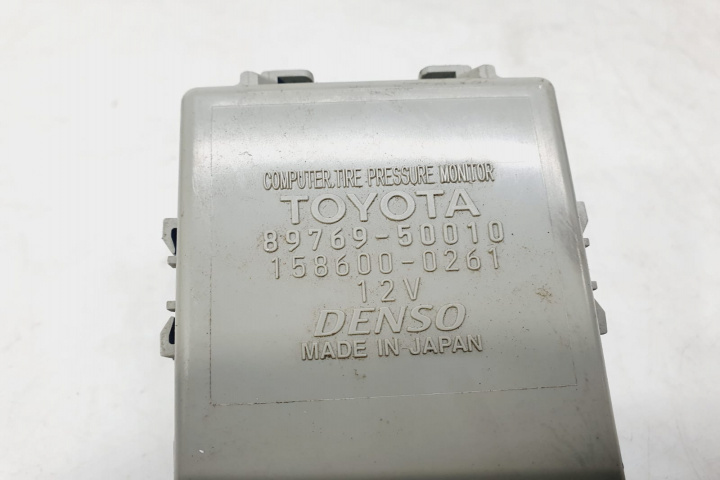 COMPUTER,TIRE PRESSURE MONITOR
TOYOTA
89769-50010
158600-0261
12V
DENSO
MADE IN JAPAN